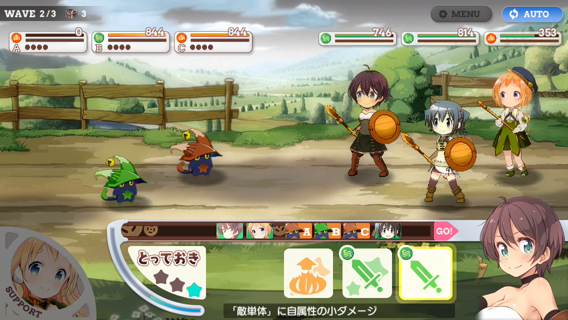 WAVE 2/3 3
MENU
AUTO
A 0
B 844
C 844
746
814
353
A B C GO!
とっておき
SUPPORT
「敵単体」に自属性の小ダメージ